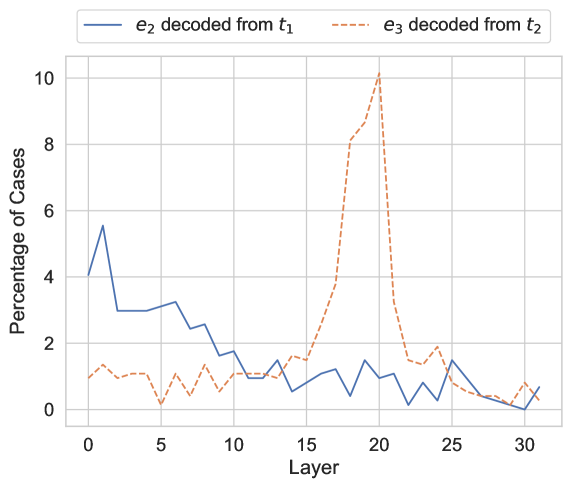 e₂ decoded from t₁ e₃ decoded from t₂
10
8
6
4
2
0
Percentage of Cases
0 5 10 15 20 25 30
Layer